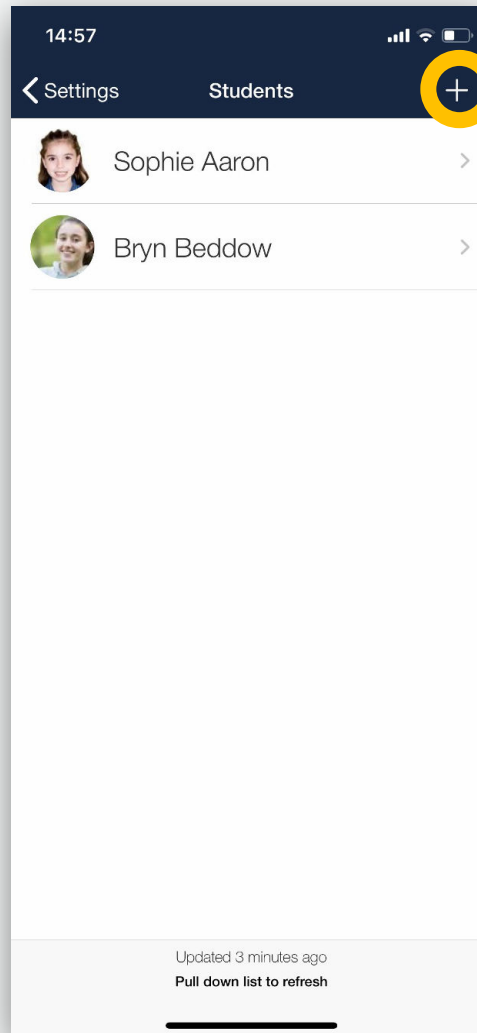 14:57
Settings Students +
Sophie Aaron
Bryn Beddow
Updated 3 minutes ago
Pull down list to refresh